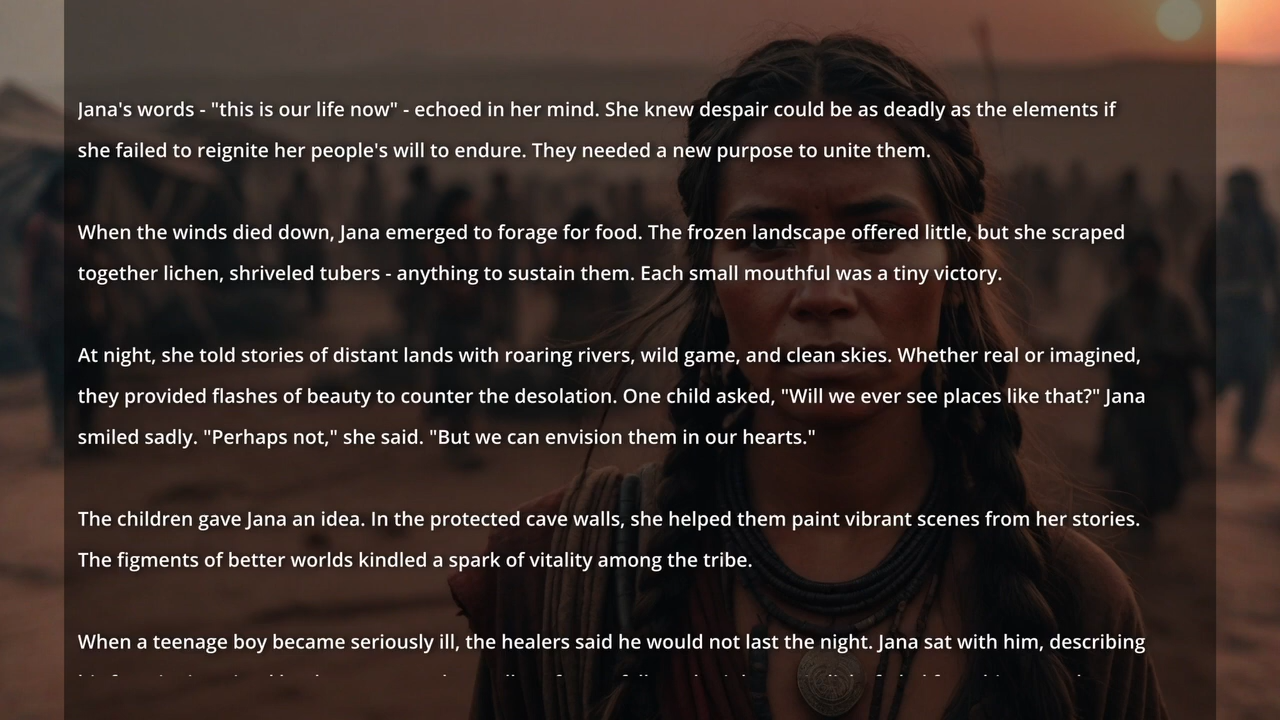 Jana's words - "this is our life now" - echoed in her mind. She knew despair could be as deadly as the elements if
she failed to reignite her people's will to endure. They needed a new purpose to unite them.
When the winds died down, Jana emerged to forage for food. The frozen landscape offered little, but she scraped
together lichen, shriveled tubers - anything to sustain them. Each small mouthful was a tiny victory.
At night, she told stories of distant lands with roaring rivers, wild game, and clean skies. Whether real or imagined,
they provided flashes of beauty to counter the desolation. One child asked, "Will we ever see places like that?" Jana
smiled sadly. "Perhaps not," she said. "But we can envision them in our hearts."
The children gave Jana an idea. In the protected cave walls, she helped them paint vibrant scenes from her stories.
The figments of better worlds kindled a spark of vitality among the tribe.
When a teenage boy became seriously ill, the healers said he would not last the night. Jana sat with him, describing